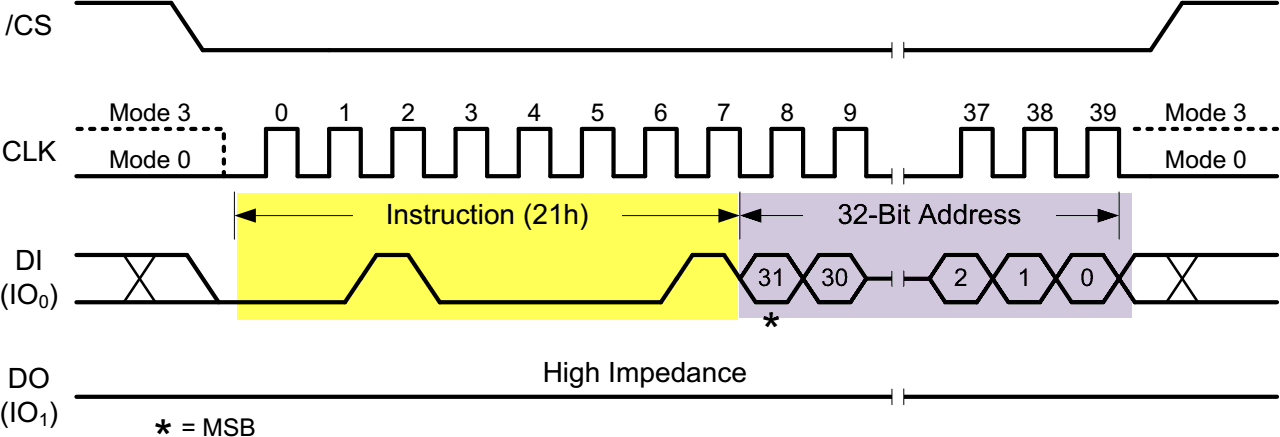 /CS
Mode 3 0 1 2 3 4 5 6 7 8 9 37 38 39 Mode 3
CLK
Mode 0 Mode 0
Instruction (21h) 32-Bit Address
DI
(IO₀)
31 30 2 1 0
*
High Impedance
DO
(IO₁)
* = MSB